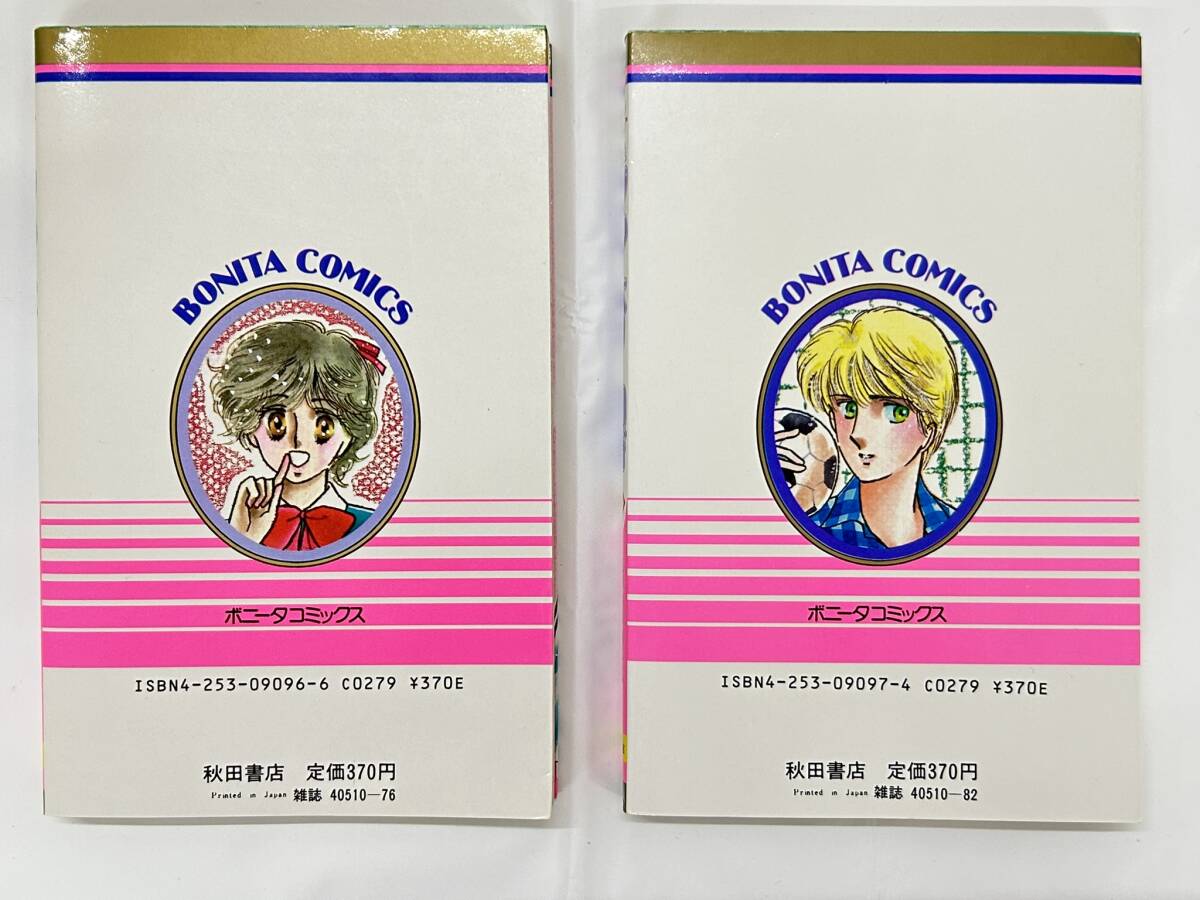 BONITA COMICS
ボニータコミックス
ISBN4-253-09096-6 C0279 ¥370E
秋田書店 定価370円
Printed in Japan 雑誌 40510―76
BONITA COMICS
ボニータコミックス
ISBN4-253-09097-4 C0279 ¥370E
秋田書店 定価370円
Printed in Japan 雑誌 40510―82